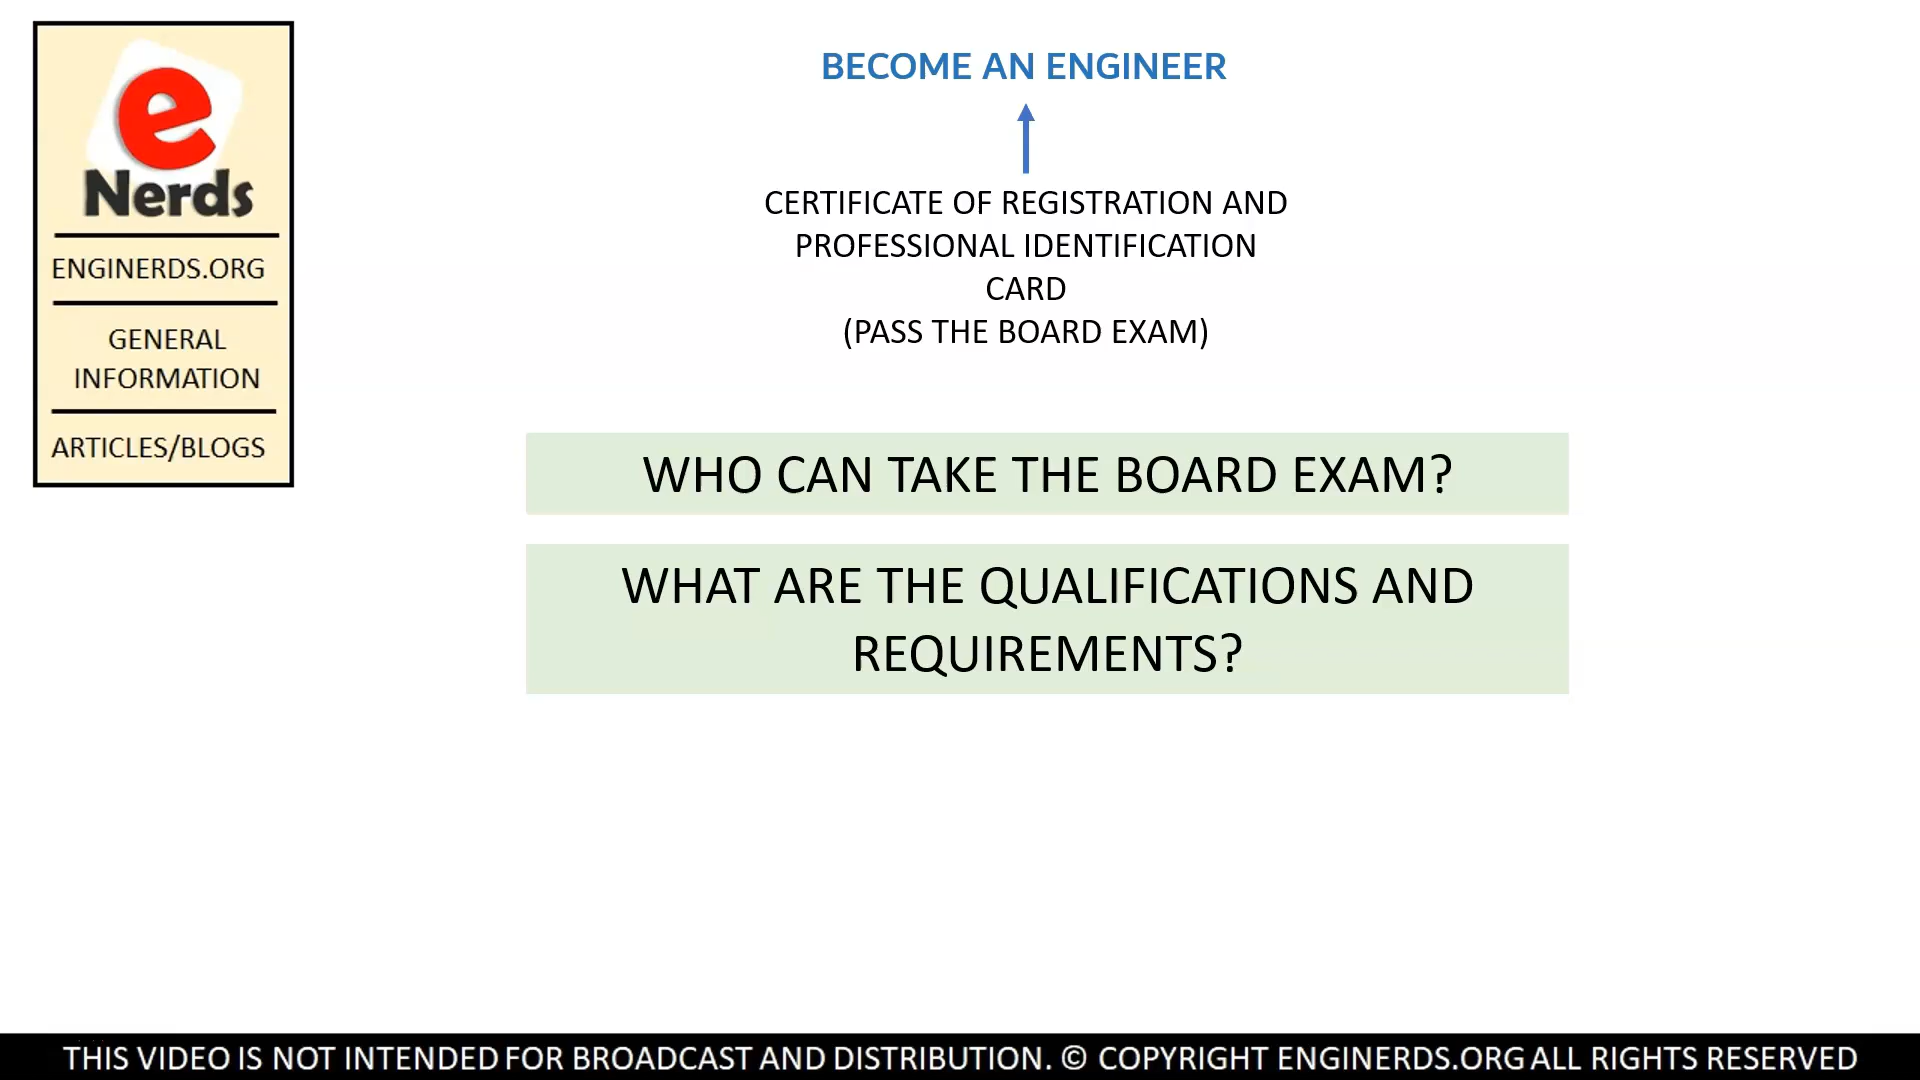 e
Nerds
ENGINERDS.ORG
GENERAL
INFORMATION
ARTICLES/BLOGS
BECOME AN ENGINEER
CERTIFICATE OF REGISTRATION AND
PROFESSIONAL IDENTIFICATION
CARD
(PASS THE BOARD EXAM)
WHO CAN TAKE THE BOARD EXAM?
WHAT ARE THE QUALIFICATIONS AND
REQUIREMENTS?
THIS VIDEO IS NOT INTENDED FOR BROADCAST AND DISTRIBUTION. © COPYRIGHT ENGINERDS.ORG ALL RIGHTS RESERVED